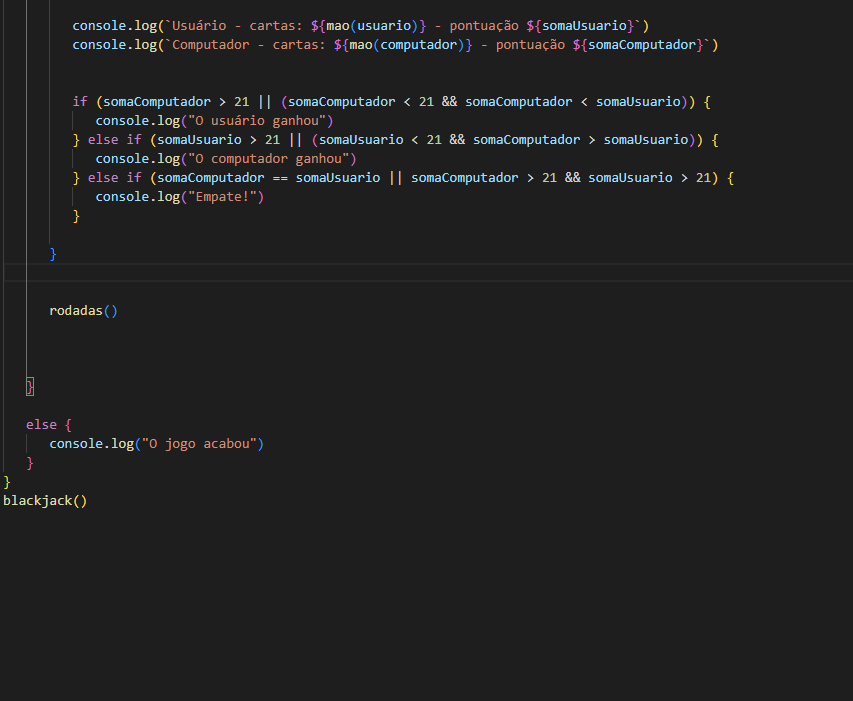 console.log(`Usuário - cartas: ${mao(usuario)} - pontuação ${somaUsuario}`)
console.log(`Computador - cartas: ${mao(computador)} - pontuação ${somaComputador}`)
if (somaComputador > 21 || (somaComputador < 21 && somaComputador < somaUsuario)) {
console.log("O usuário ganhou")
} else if (somaUsuario > 21 || (somaUsuario < 21 && somaComputador > somaUsuario)) {
console.log("O computador ganhou")
} else if (somaComputador == somaUsuario || somaComputador > 21 && somaUsuario > 21) {
console.log("Empate!")
}
}
rodadas()
}
else {
console.log("O jogo acabou")
}
}
blackjack()